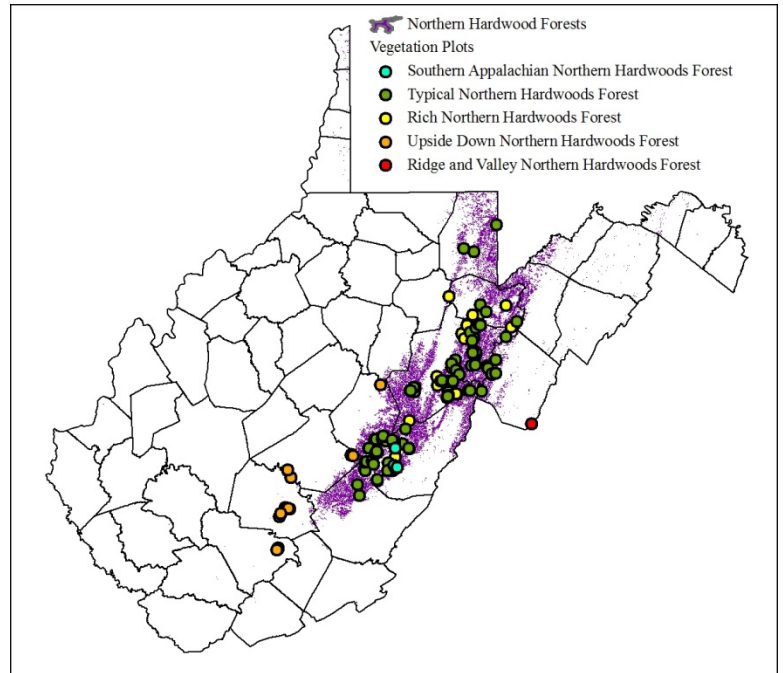 Northern Hardwood Forests
Vegetation Plots
Southern Appalachian Northern Hardwoods Forest
Typical Northern Hardwoods Forest
Rich Northern Hardwoods Forest
Upside Down Northern Hardwoods Forest
Ridge and Valley Northern Hardwoods Forest